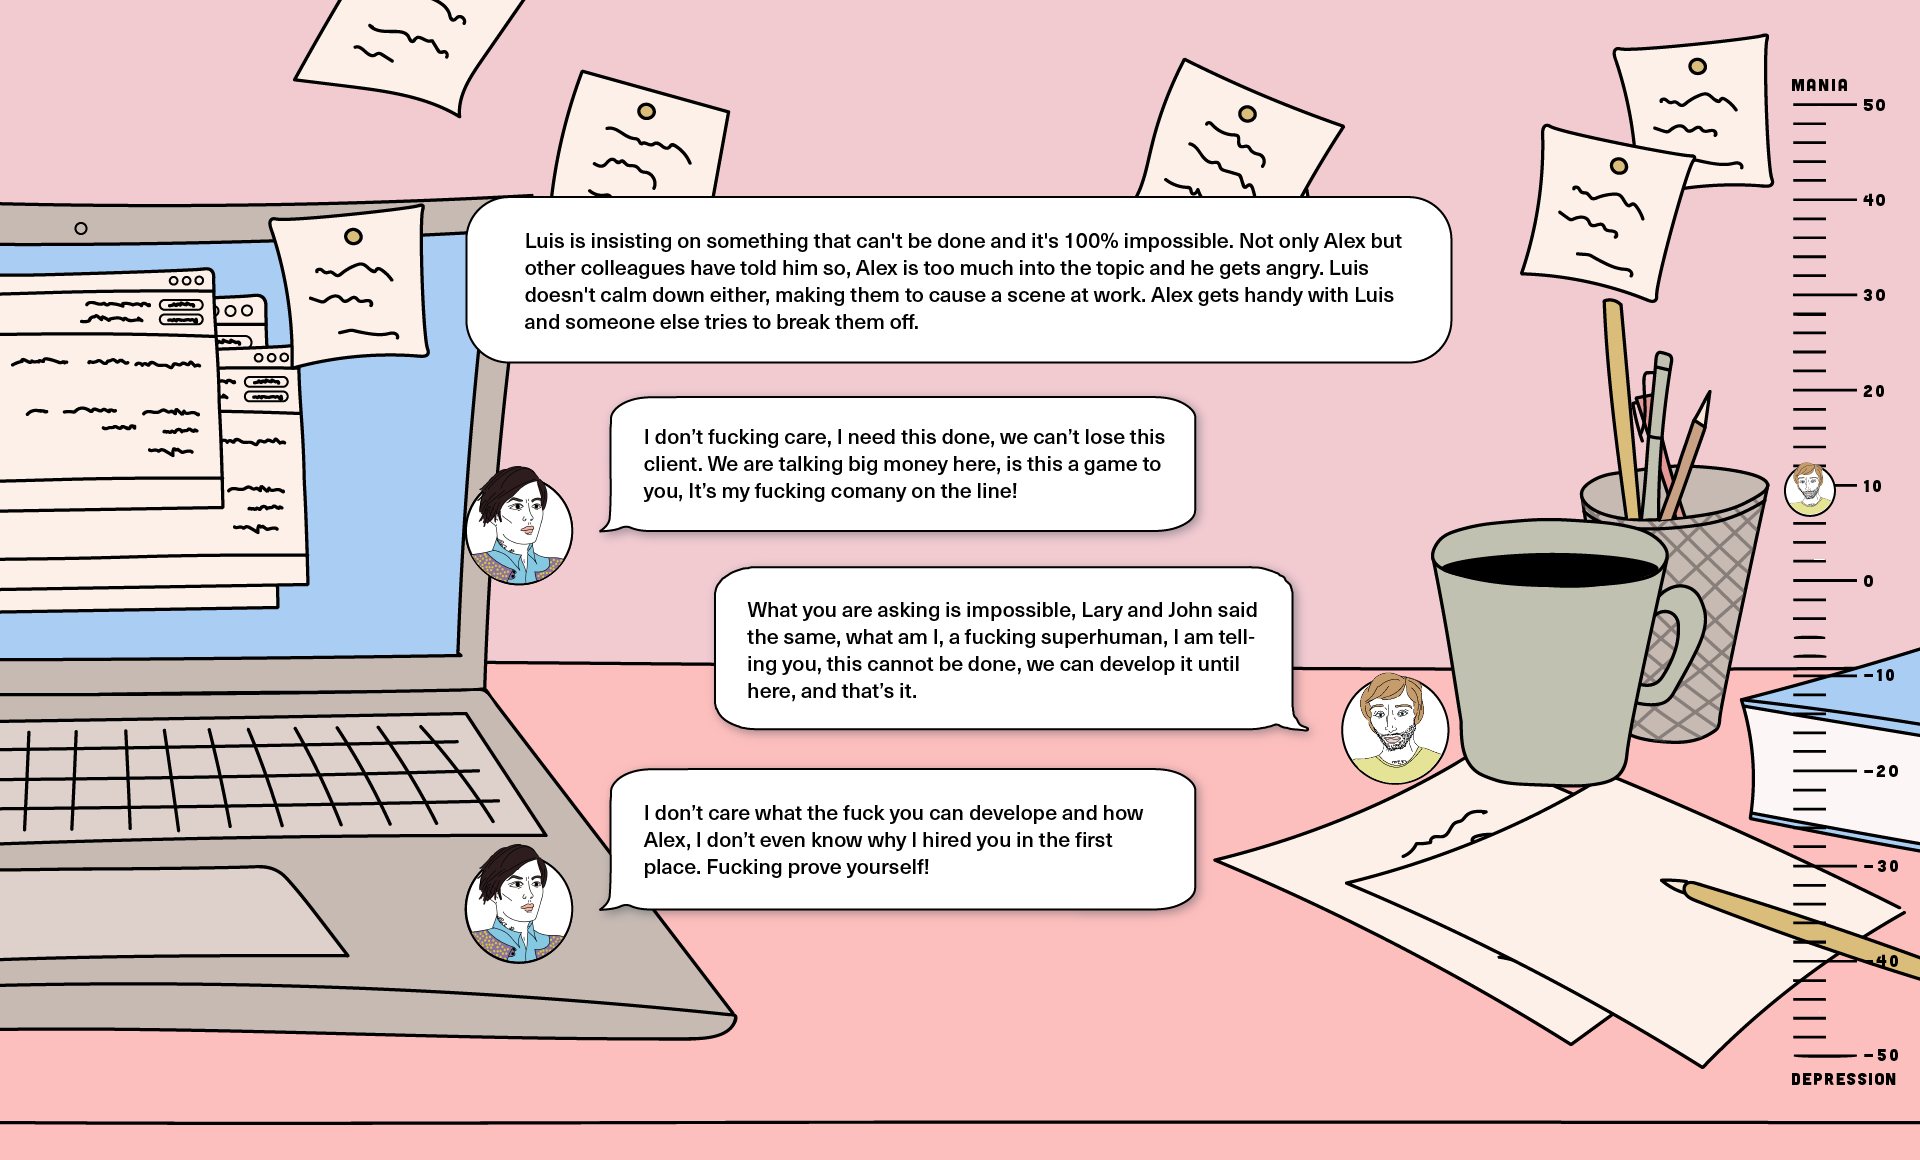 Luis is insisting on something that can't be done and it's 100% impossible. Not only Alex but
other colleagues have told him so, Alex is too much into the topic and he gets angry. Luis
doesn't calm down either, making them to cause a scene at work. Alex gets handy with Luis
and someone else tries to break them off.
I don’t fucking care, I need this done, we can’t lose this
client. We are talking big money here, is this a game to
you, It’s my fucking comany on the line!
What you are asking is impossible, Lary and John said
the same, what am I, a fucking superhuman, I am tell-
ing you, this cannot be done, we can develop it until
here, and that’s it.
I don’t care what the fuck you can develope and how
Alex, I don’t even know why I hired you in the first
place. Fucking prove yourself!
MANIA
50
40
30
20
10
0
-10
-20
-30
-40
-50
DEPRESSION